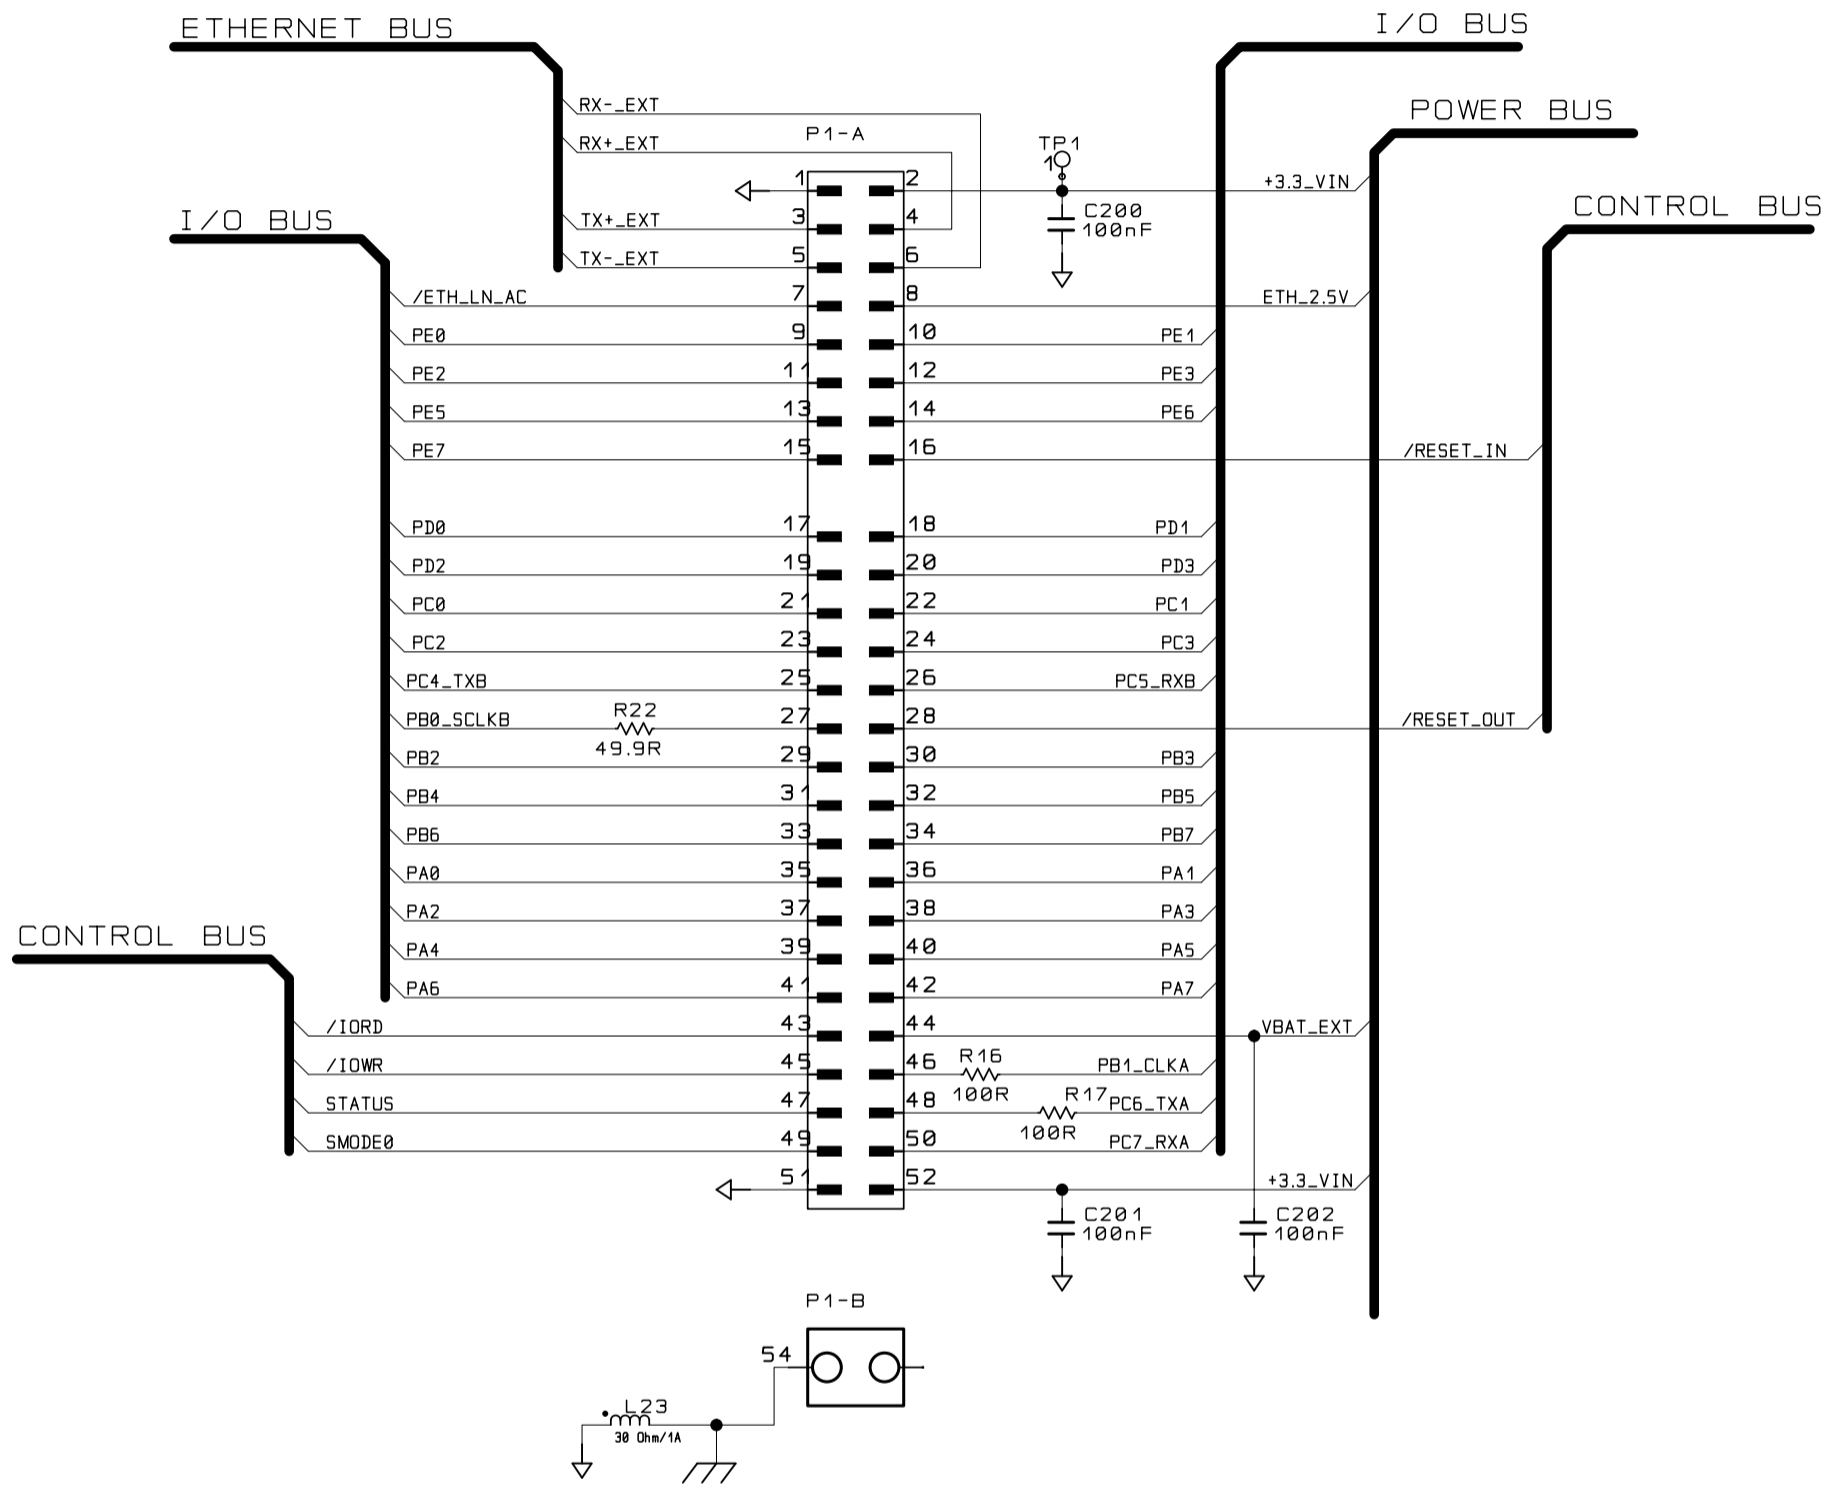 ETHERNET BUS
I/O BUS
RX-_EXT
POWER BUS
P1-A
RX+_EXT
TP1
1
1
2
+3.3_VIN
I/O BUS
TX+_EXT
3
4
C200
100nF
CONTROL BUS
TX-_EXT
5
6
/ETH_LN_AC
7
8
ETH_2.5V
PE0
9
10
PE1
PE2
11
12
PE3
PE5
13
14
PE6
PE7
15
16
/RESET_IN
PD0
17
18
PD1
PD2
19
20
PD3
PC0
21
22
PC1
PC2
23
24
PC3
PC4_TXB
25
26
PC5_RXB
PB0_SCLKB
R22
49.9R
27
28
/RESET_OUT
PB2
29
30
PB3
PB4
31
32
PB5
PB6
33
34
PB7
PA0
35
36
PA1
PA2
37
38
PA3
CONTROL BUS
PA4
39
40
PA5
PA6
41
42
PA7
/IORD
43
44
VBAT_EXT
/IOWR
45
46
R16
100R
PB1_CLKA
STATUS
47
48
R17
100R
PC6_TXA
SMODE0
49
50
PC7_RXA
51
52
+3.3_VIN
C201
100nF
C202
100nF
P1-B
54
L23
30 Ohm/1A